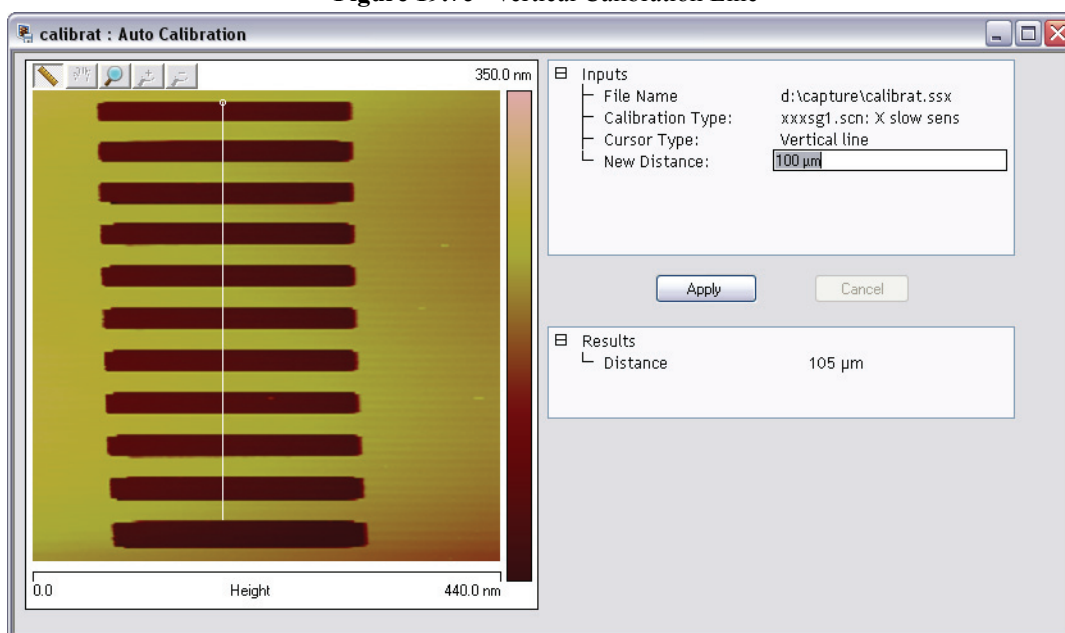 Figure 19.7e Vertical Calibration Line
calibrat : Auto Calibration
350.0 nm
0.0 Height 440.0 nm
Inputs
File Name d:\capture\calibrat.ssx
Calibration Type: xxxsg1.scn: X slow sens
Cursor Type: Vertical line
New Distance: 100 µm
Apply Cancel
Results
Distance 105 µm